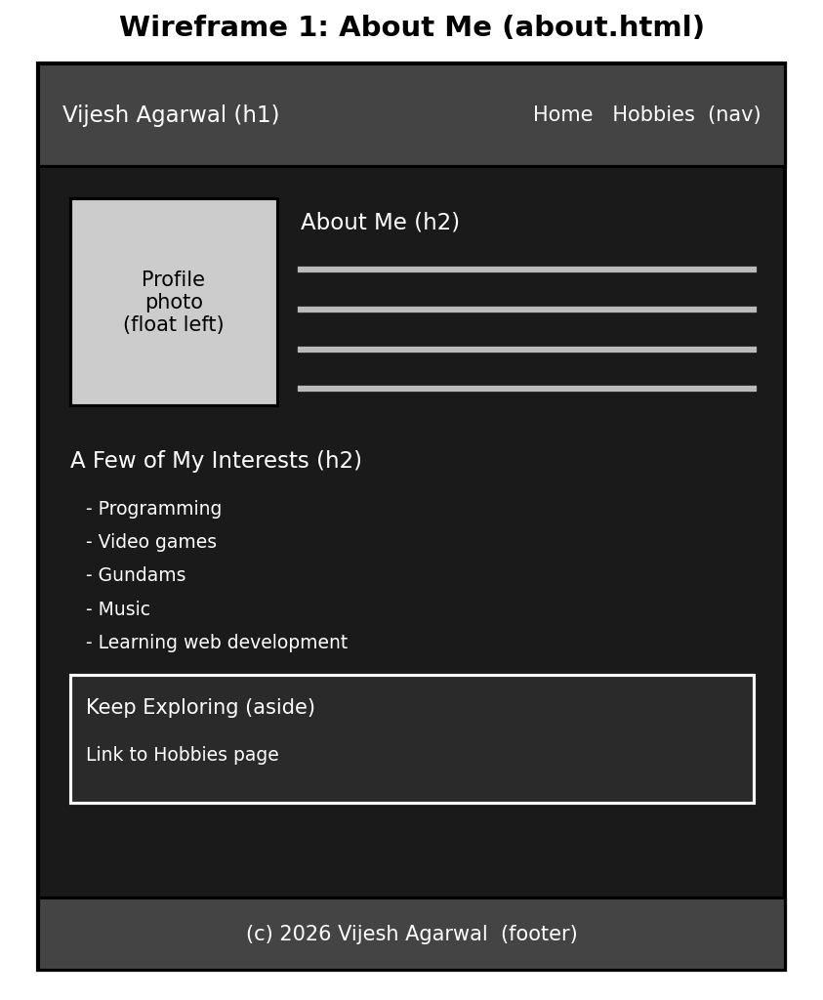 Wireframe 1: About Me (about.html)
Vijesh Agarwal (h1)
Home Hobbies (nav)
Profile
photo
(float left)
About Me (h2)
A Few of My Interests (h2)
- Programming
- Video games
- Gundams
- Music
- Learning web development
Keep Exploring (aside)
Link to Hobbies page
(c) 2026 Vijesh Agarwal (footer)